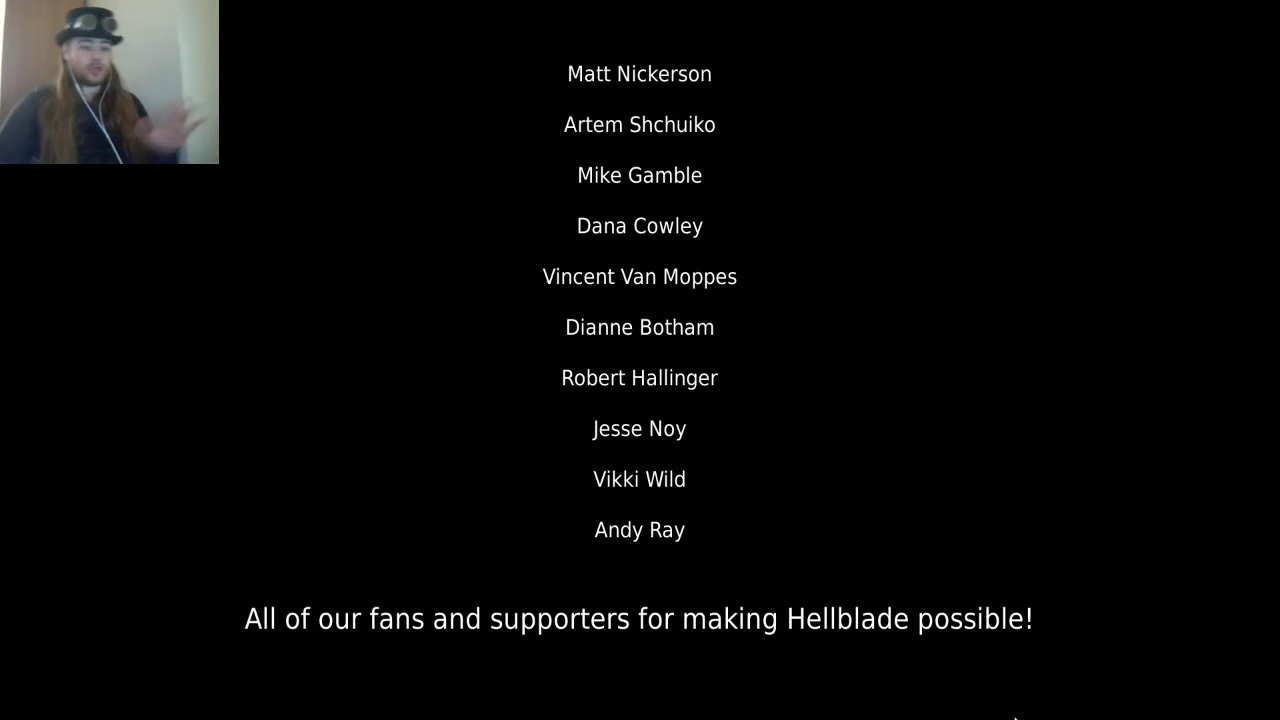 Matt Nickerson
Artem Shchuiko
Mike Gamble
Dana Cowley
Vincent Van Moppes
Dianne Botham
Robert Hallinger
Jesse Noy
Vikki Wild
Andy Ray
All of our fans and supporters for making Hellblade possible!